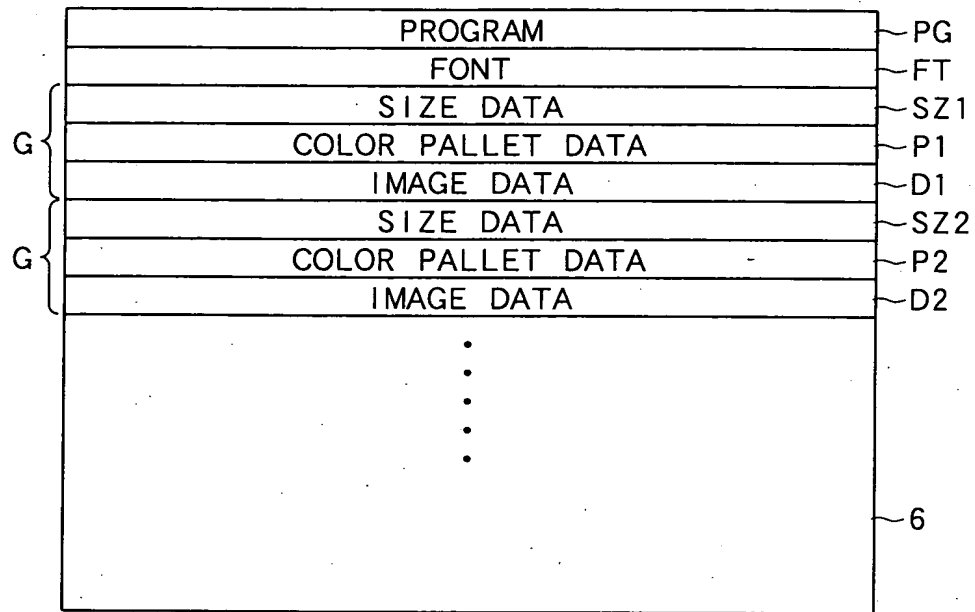 PROGRAM PG
FONT FT
SIZE DATA SZ1
G COLOR PALLET DATA P1
IMAGE DATA D1
SIZE DATA SZ2
G COLOR PALLET DATA P2
IMAGE DATA D2
6